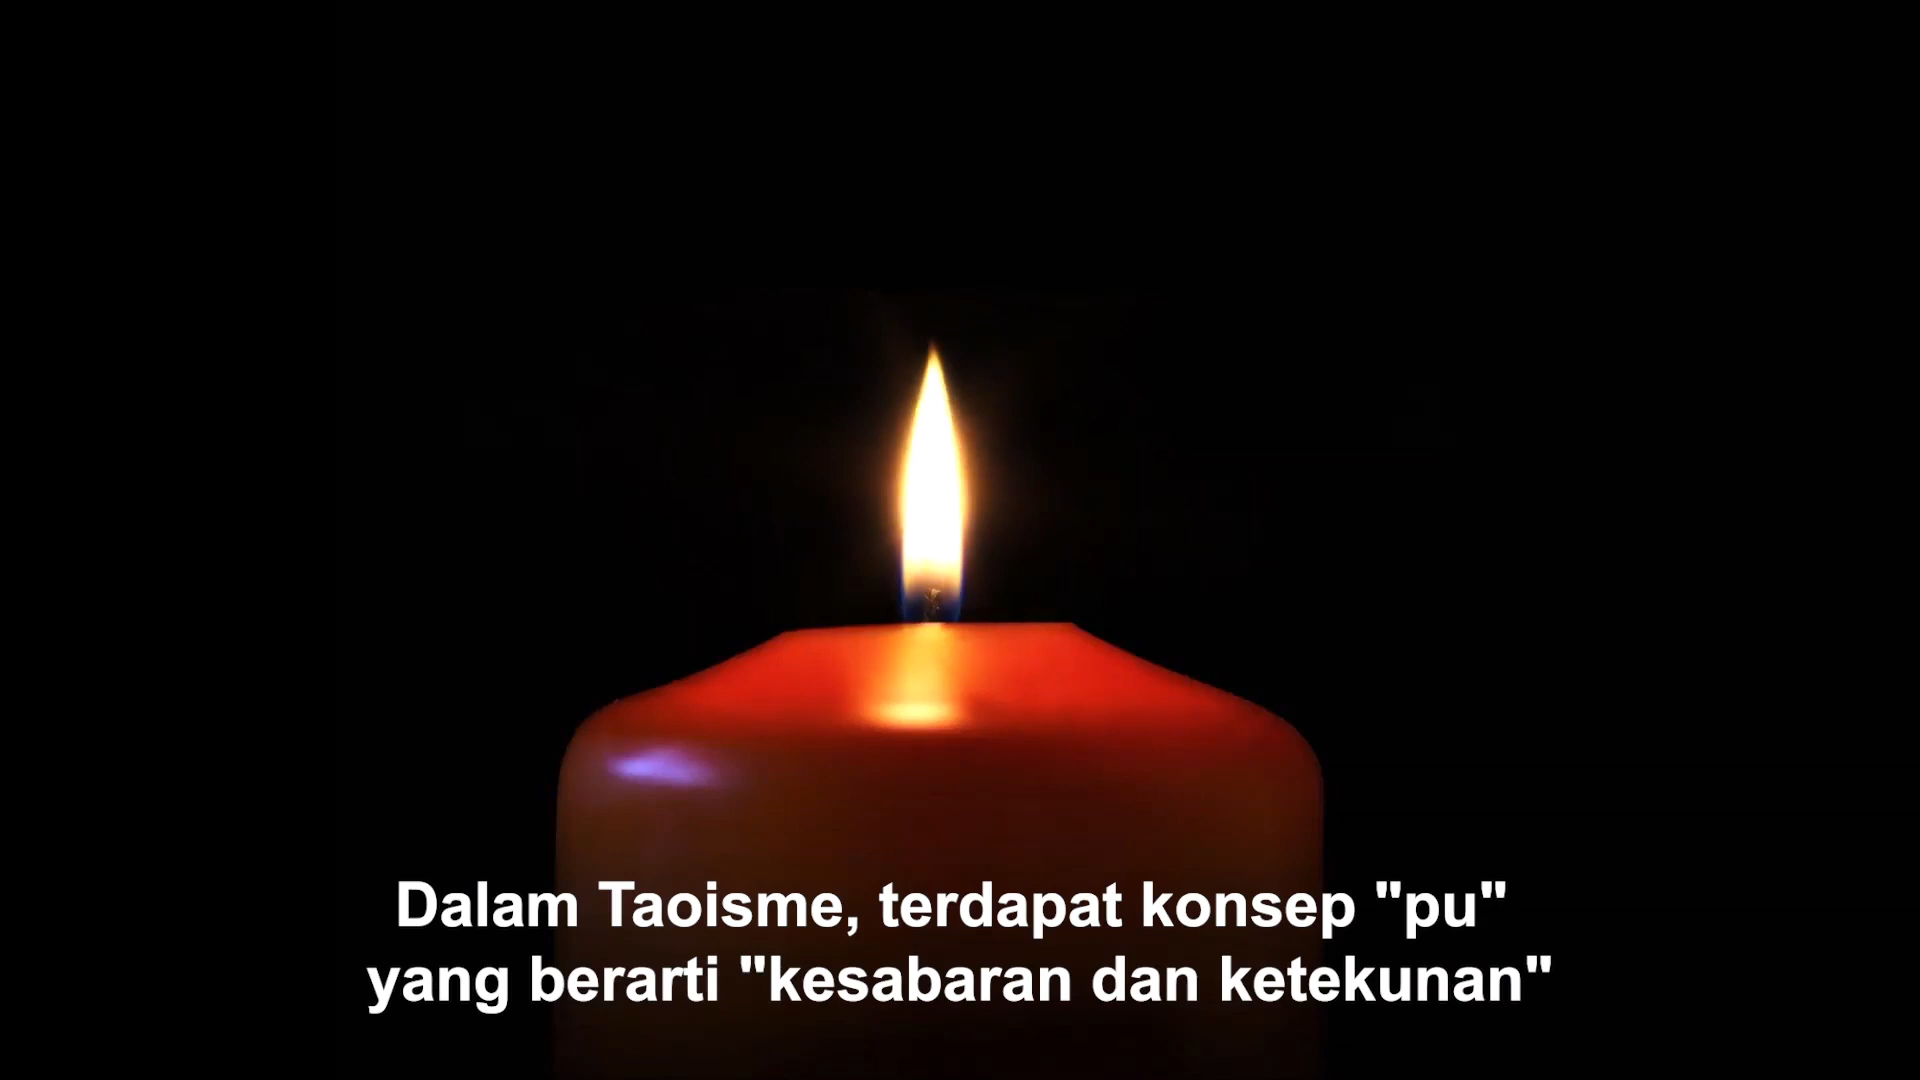 Dalam Taoisme, terdapat konsep "pu"
yang berarti "kesabaran dan ketekunan"